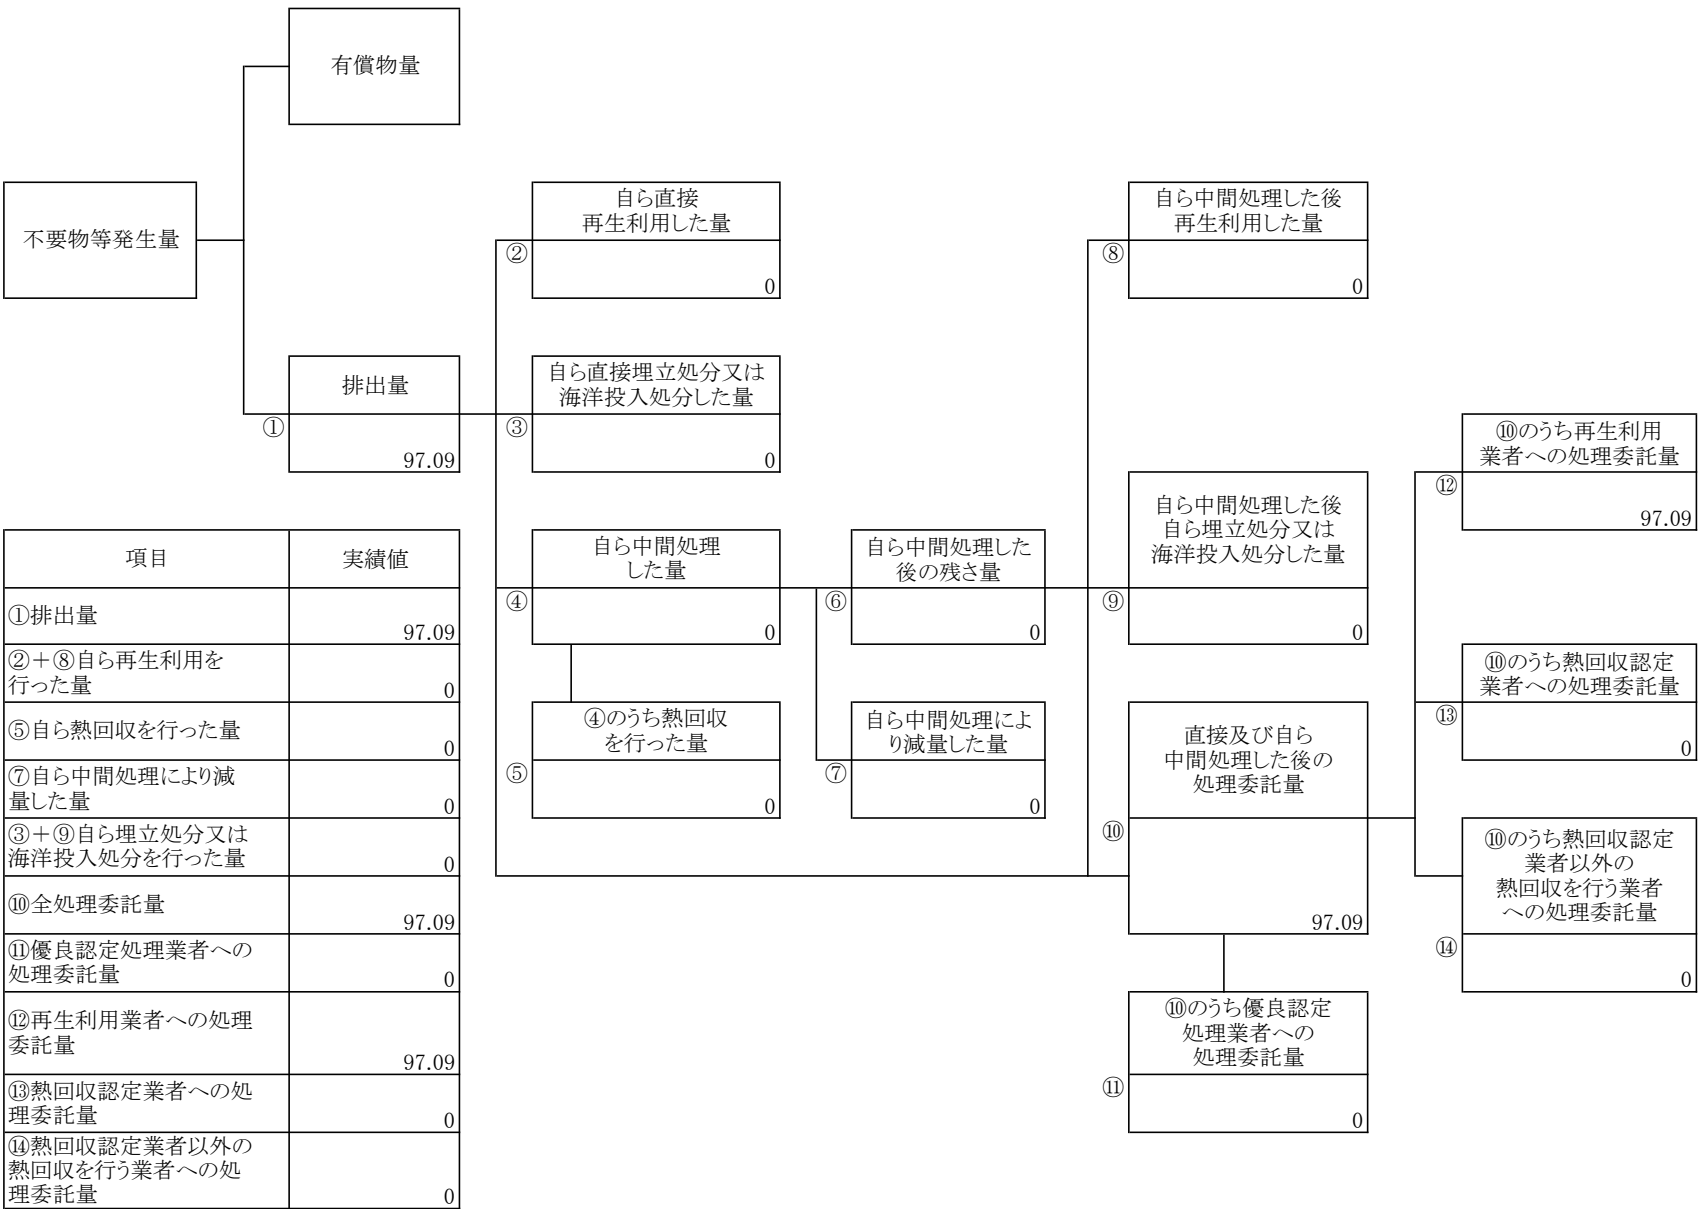 有償物量
不要物等発生量
排出量
①
97.09
自ら直接
再生利用した量
②
0
自ら直接埋立処分又は
海洋投入処分した量
③
0
自ら中間処理
した量
④
0
④のうち熱回収
を行った量
⑤
0
自ら中間処理した
後の残さ量
⑥
0
自ら中間処理によ
り減量した量
⑦
0
自ら中間処理した後
再生利用した量
⑧
0
自ら中間処理した後
自ら埋立処分又は
海洋投入処分した量
⑨
0
直接及び自ら
中間処理した後の
処理委託量
⑩
97.09
⑩のうち優良認定
処理業者への
処理委託量
⑪
0
⑩のうち再生利用
業者への処理委託量
⑫
97.09
⑩のうち熱回収認定
業者への処理委託量
⑬
0
⑩のうち熱回収認定
業者以外の
熱回収を行う業者
への処理委託量
⑭
0
項目 実績値
①排出量
97.09
②+⑧自ら再生利用を
行った量
0
⑤自ら熱回収を行った量
0
⑦自ら中間処理により減
量した量
0
③+⑨自ら埋立処分又は
海洋投入処分を行った量
0
⑩全処理委託量
97.09
⑪優良認定処理業者への
処理委託量
0
⑫再生利用業者への処理
委託量
97.09
⑬熱回収認定業者への処
理委託量
0
⑭熱回収認定業者以外の
熱回収を行う業者への処
理委託量
0